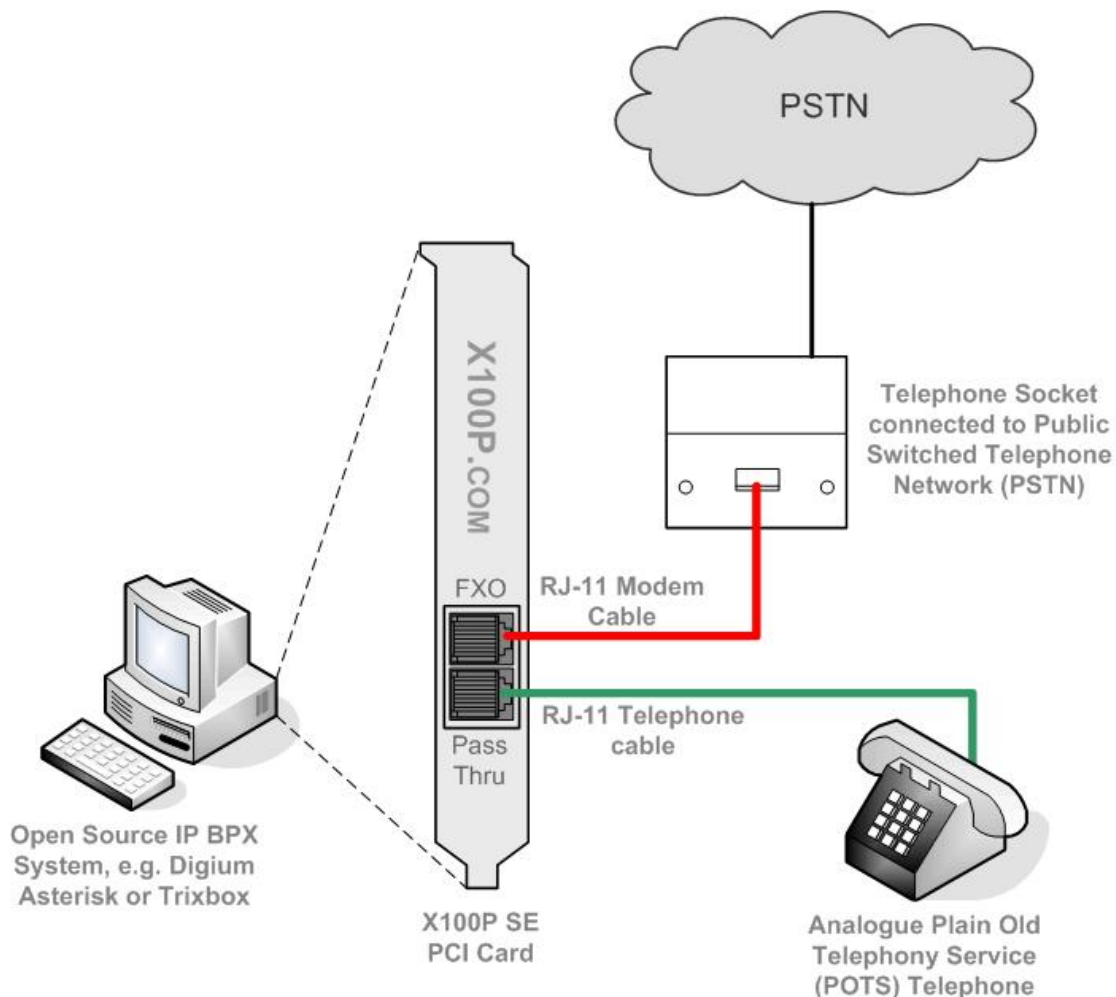 PSTN
Telephone Socket
connected to Public
Switched Telephone
Network (PSTN)
X100P.COM
FXO
RJ-11 Modem
Cable
RJ-11 Telephone
cable
Pass
Thru
Open Source IP BPX
System, e.g. Digium
Asterisk or Trixbox
X100P SE
PCI Card
Analogue Plain Old
Telephony Service
(POTS) Telephone